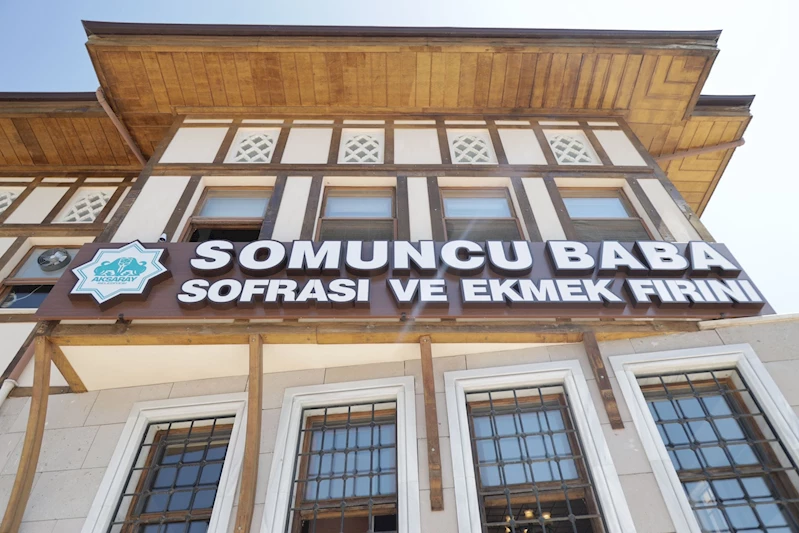 SOMUNCU BABA
AKSARAY
SOFRASI VE EKMEK FIRINI